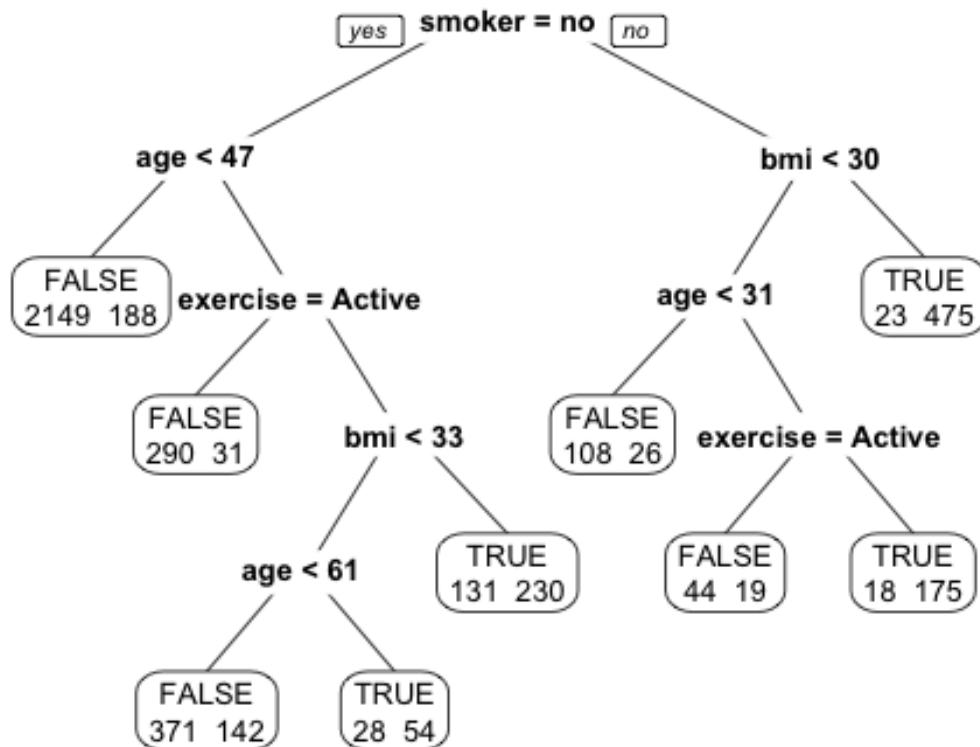 yes smoker = no no
age < 47 bmi < 30
FALSE
2149 188
exercise = Active
age < 31
TRUE
23 475
FALSE
290 31
bmi < 33
FALSE
108 26
exercise = Active
age < 61
TRUE
131 230
FALSE
44 19
TRUE
18 175
FALSE
371 142
TRUE
28 54